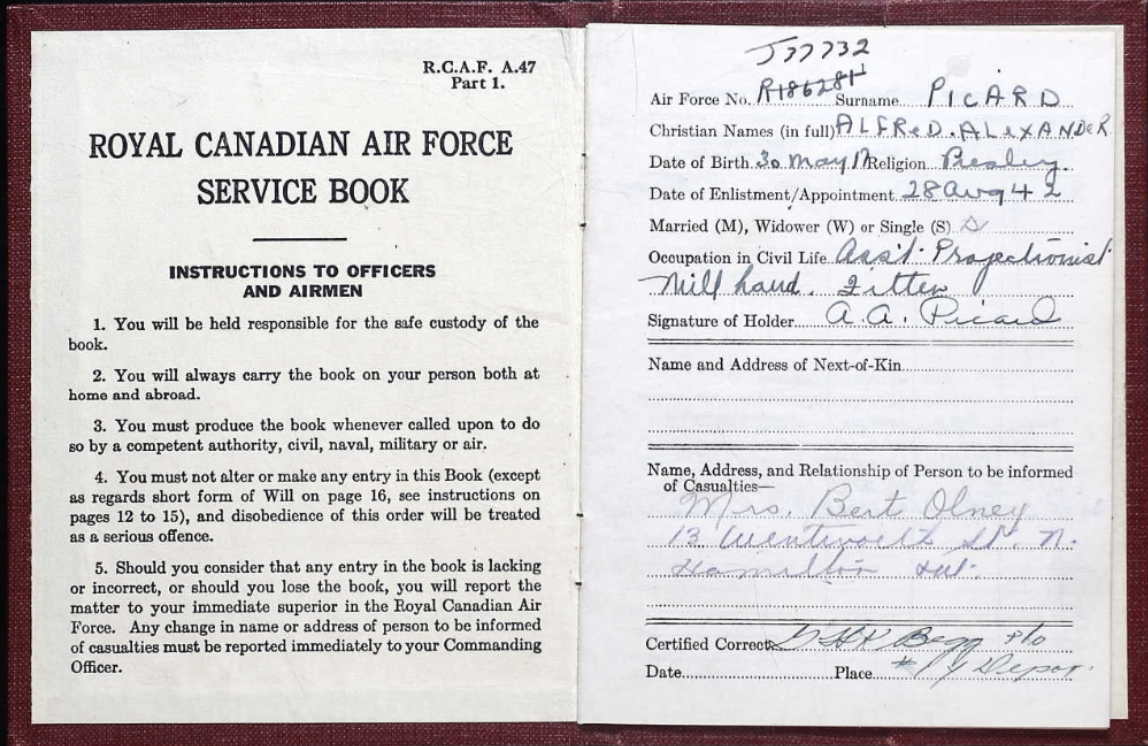 R.C.A.F. A.47
Part 1.
ROYAL CANADIAN AIR FORCE
SERVICE BOOK
INSTRUCTIONS TO OFFICERS
AND AIRMEN
1. You will be held responsible for the safe custody of the
book.
2. You will always carry the book on your person both at
home and abroad.
3. You must produce the book whenever called upon to do
so by a competent authority, civil, naval, military or air.
4. You must not alter or make any entry in this Book (except
as regards short form of Will on page 16, see instructions on
pages 12 to 15), and disobedience of this order will be treated
as a serious offence.
5. Should you consider that any entry in the book is lacking
or incorrect, or should you lose the book, you will report the
matter to your immediate superior in the Royal Canadian Air
Force. Any change in name or address of person to be informed
of casualties must be reported immediately to your Commanding
Officer.
J77732
Air Force No. R186281 Surname PICARD
Christian Names (in full) ALFReD. ALeXANDeR
Date of Birth 30 May 17 Religion
Date of Enlistment/Appointment 28 Aug 42
Married (M), Widower (W) or Single (S) S
Occupation in Civil Life Ass't. Projectionist
Mill hand. Fitter
Signature of Holder A.A. Picard
Name and Address of Next-of-Kin
Name, Address, and Relationship of Person to be informed
of Casualties—
Mrs. Bert Olney
13 Wentworth St. N.
Hamilton Ont.
Certified Correct Begg
Date Place Depot.